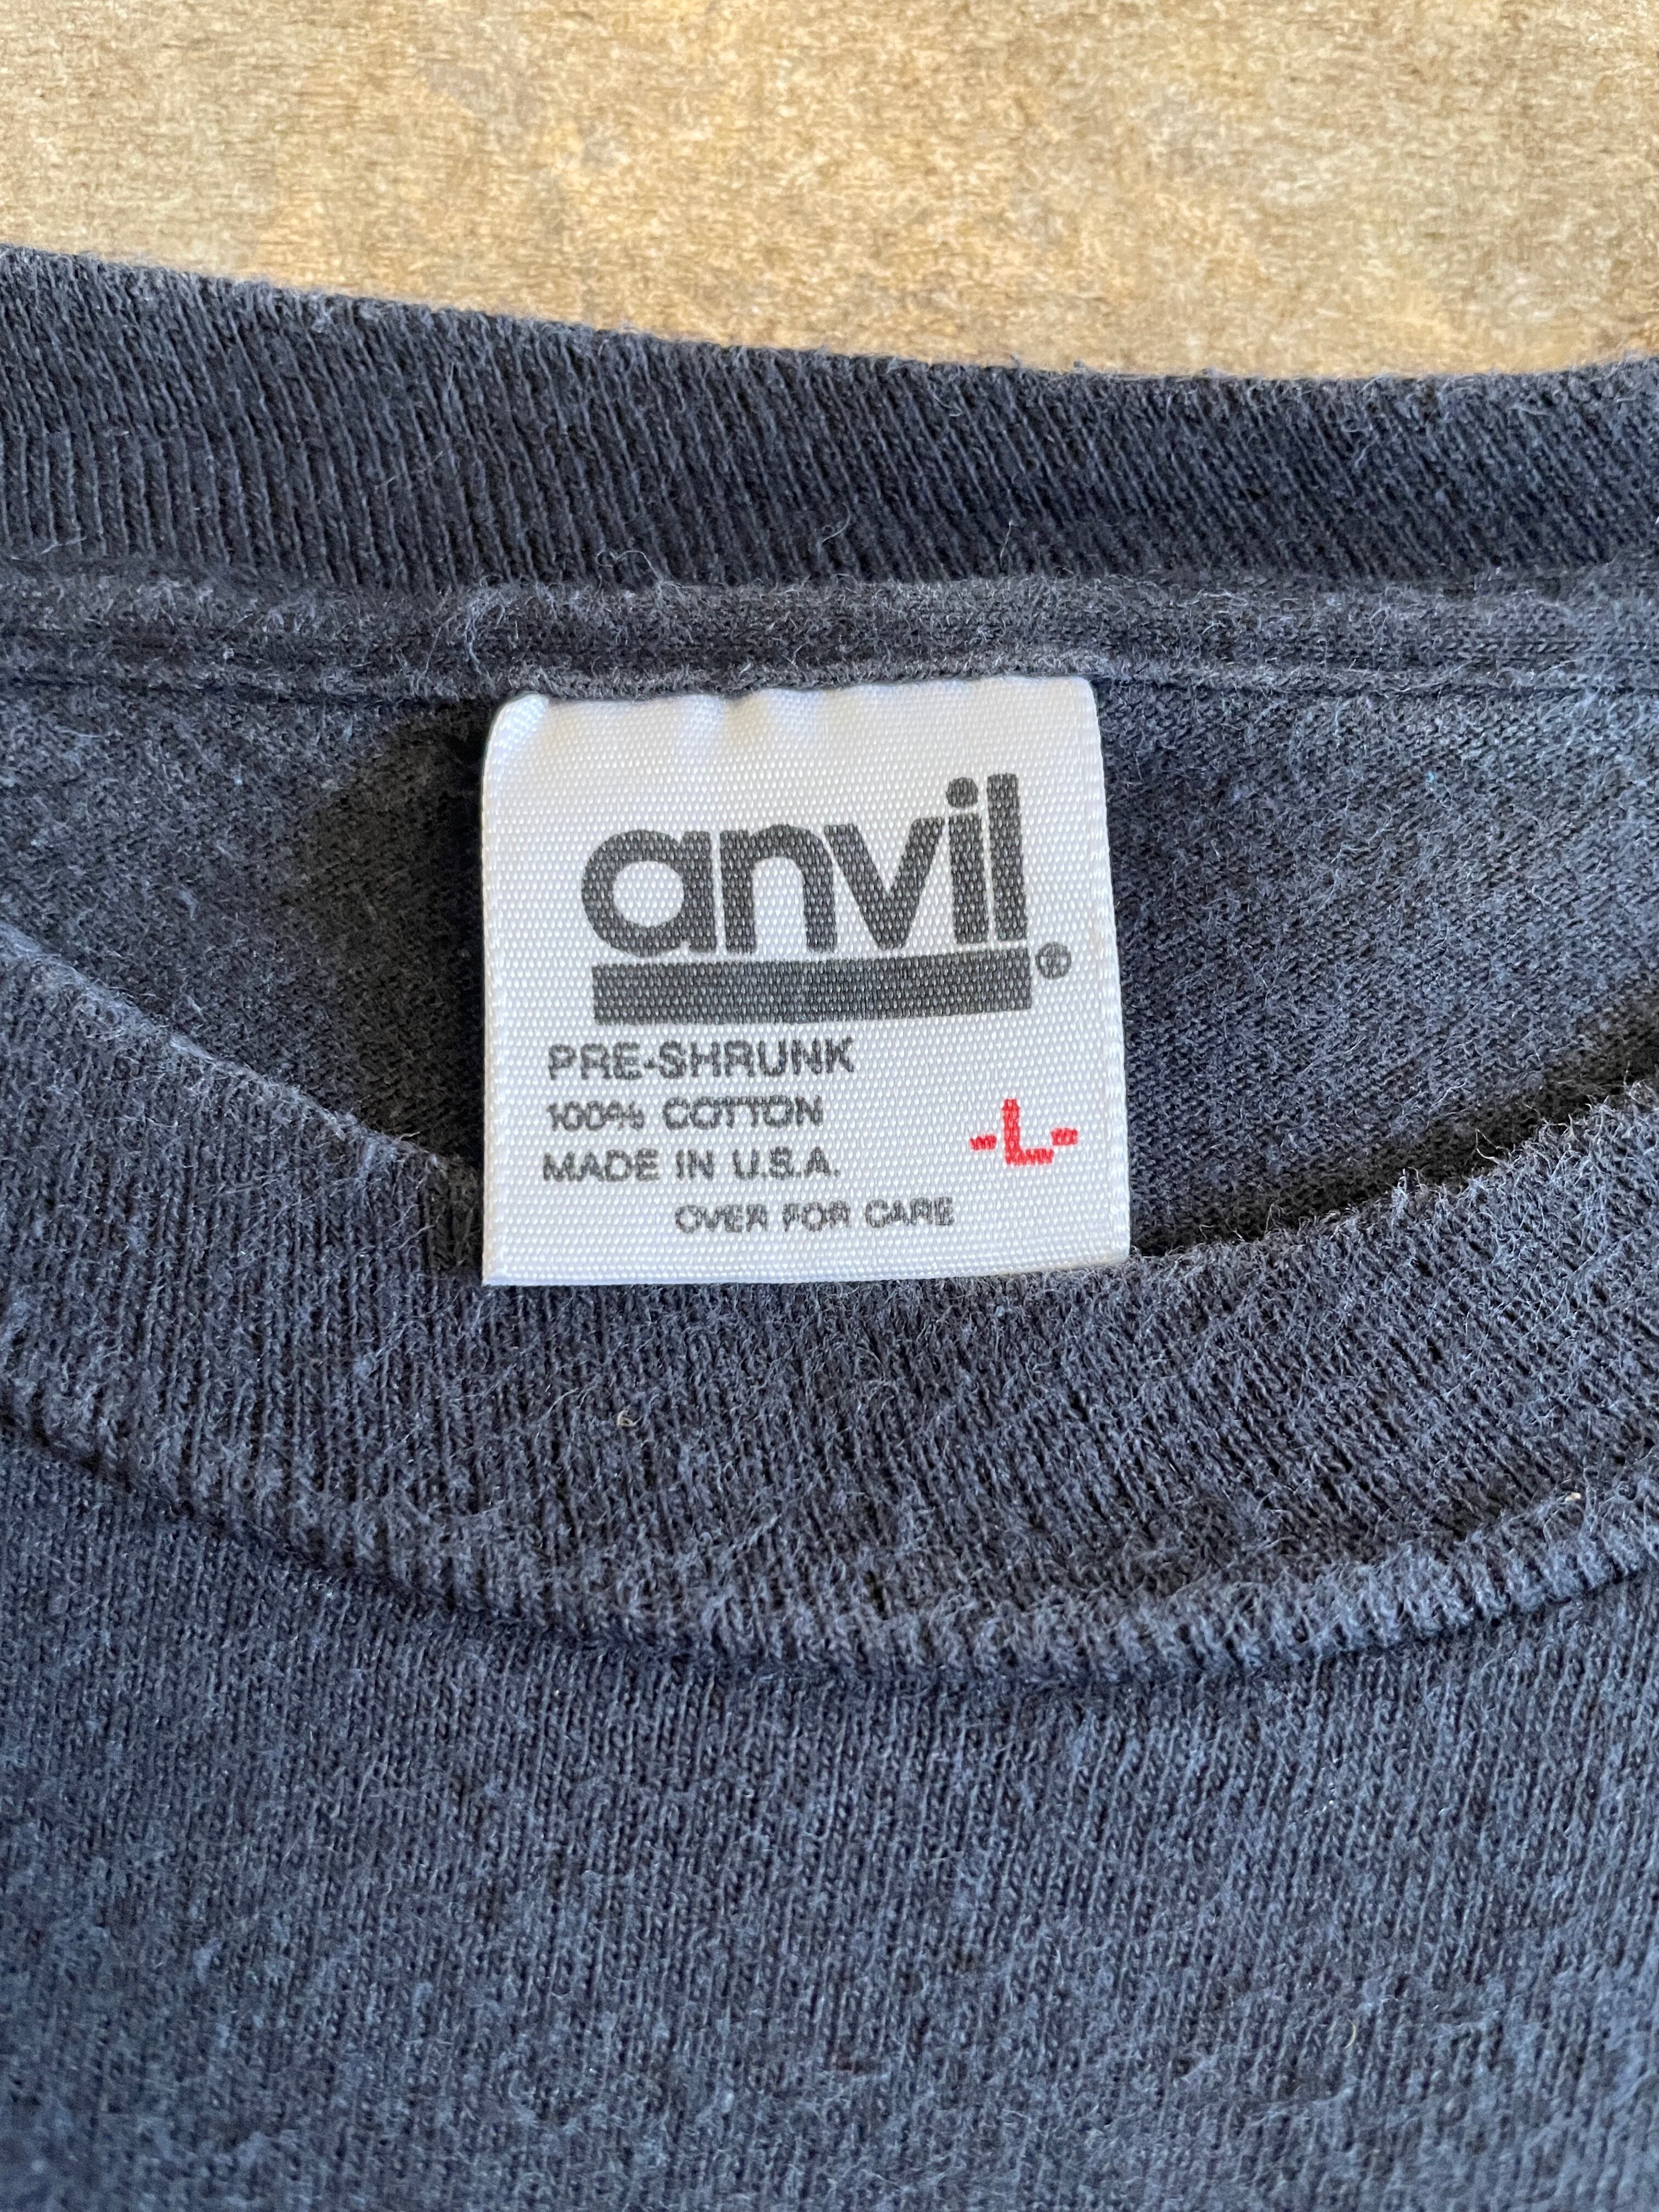 anvil®
PRE-SHRUNK
100% COTTON
-L-
MADE IN U.S.A.
OVER FOR CARE